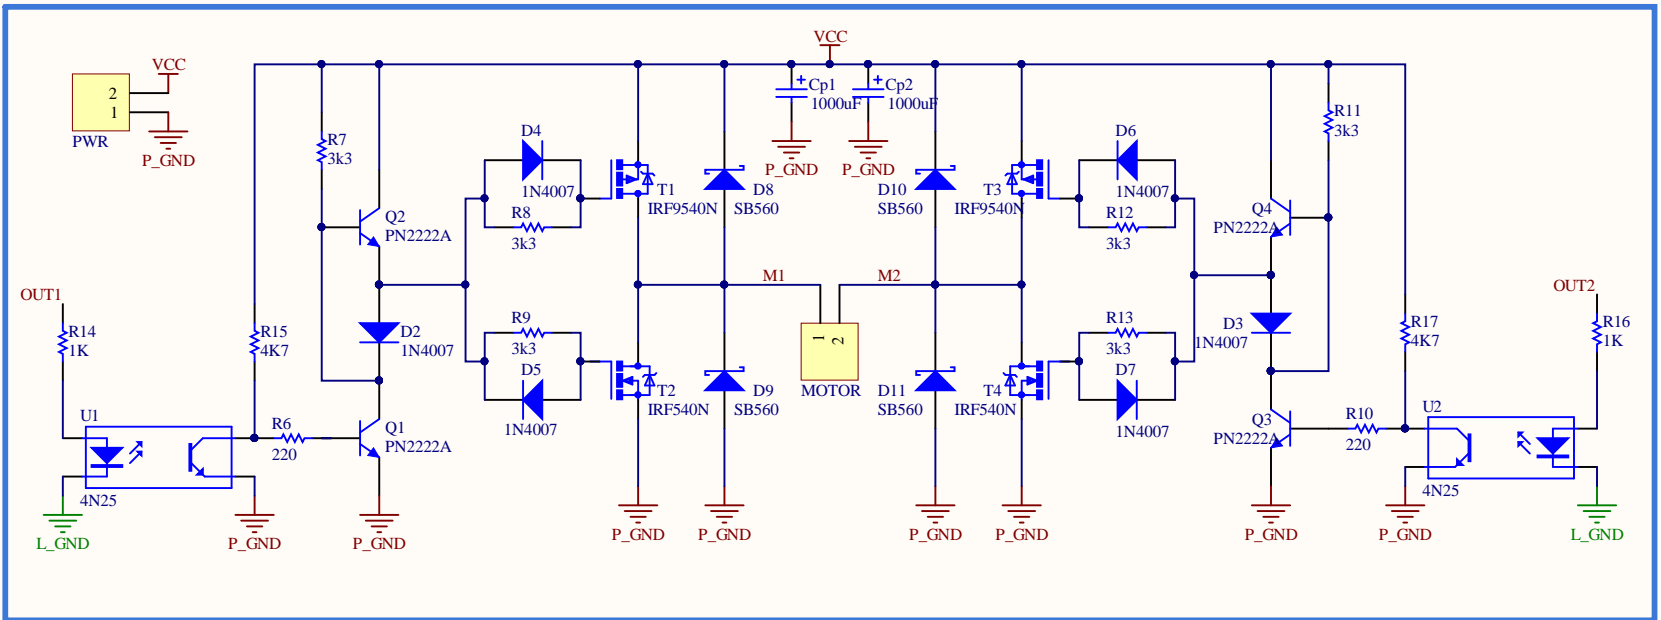 VCC
VCC
2
1
PWR
P_GND
Cp1
1000uF
Cp2
1000uF
P_GND
P_GND
R7
3k3
D4
1N4007
R8
3k3
T1
IRF9540N
D8
SB560
D10
SB560
T3
IRF9540N
D6
1N4007
R12
3k3
R11
3k3
Q2
PN2222A
Q4
PN2222A
M1
M2
OUT1
OUT2
R14
1K
R15
4K7
D2
1N4007
R9
3k3
D5
1N4007
T2
IRF540N
D9
SB560
1
2
MOTOR
D11
SB560
T4
IRF540N
R13
3k3
D7
1N4007
D3
1N4007
R17
4K7
R16
1K
U1
4N25
R6
220
Q1
PN2222A
Q3
PN2222A
R10
220
U2
4N25
L_GND
P_GND
P_GND
P_GND
P_GND
P_GND
P_GND
P_GND
P_GND
L_GND